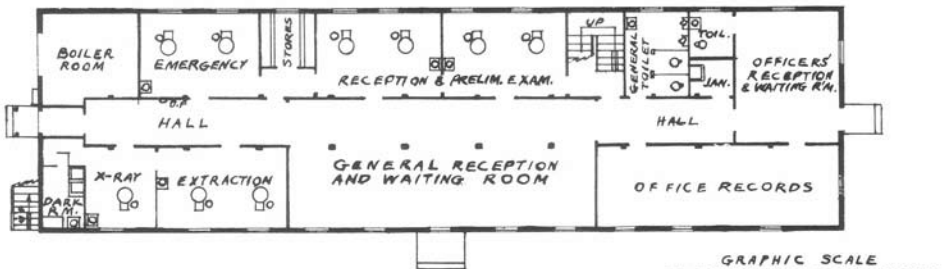 BOILER
ROOM
EMERGENCY
STORES
RECEPTION & PRELIM. EXAM.
UP
GENERAL
TOILET
TOIL.
JAN.
OFFICERS'
RECEPTION
& WAITING R'M.
D.F.
HALL
HALL
DARK
RM.
X-RAY
EXTRACTION
GENERAL RECEPTION
AND WAITING ROOM
OFFICE RECORDS
GRAPHIC SCALE